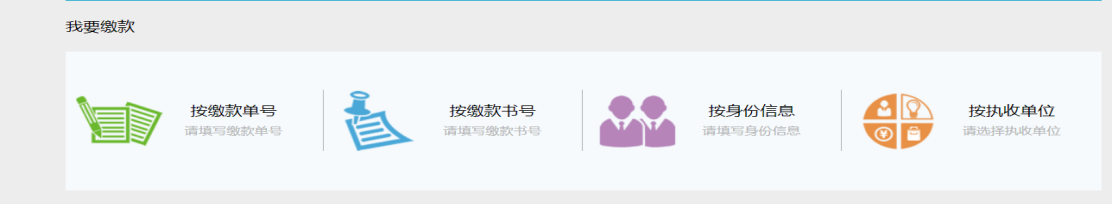 我要缴款
按缴款单号
请填写缴款单号
按缴款书号
请填写缴款书号
按身份信息
请填写身份信息
按执收单位
请选择执收单位